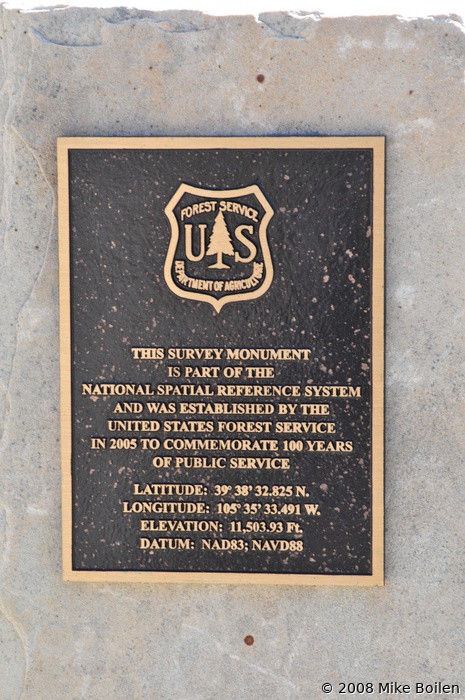 FOREST SERVICE
U S
DEPARTMENT OF AGRICULTURE
THIS SURVEY MONUMENT
IS PART OF THE
NATIONAL SPATIAL REFERENCE SYSTEM
AND WAS ESTABLISHED BY THE
UNITED STATES FOREST SERVICE
IN 2005 TO COMMEMORATE 100 YEARS
OF PUBLIC SERVICE
LATITUDE: 39° 38' 32.825 N.
LONGITUDE: 105° 35' 33.491 W.
ELEVATION: 11,503.93 Ft.
DATUM: NAD83; NAVD88
© 2008 Mike Boilen